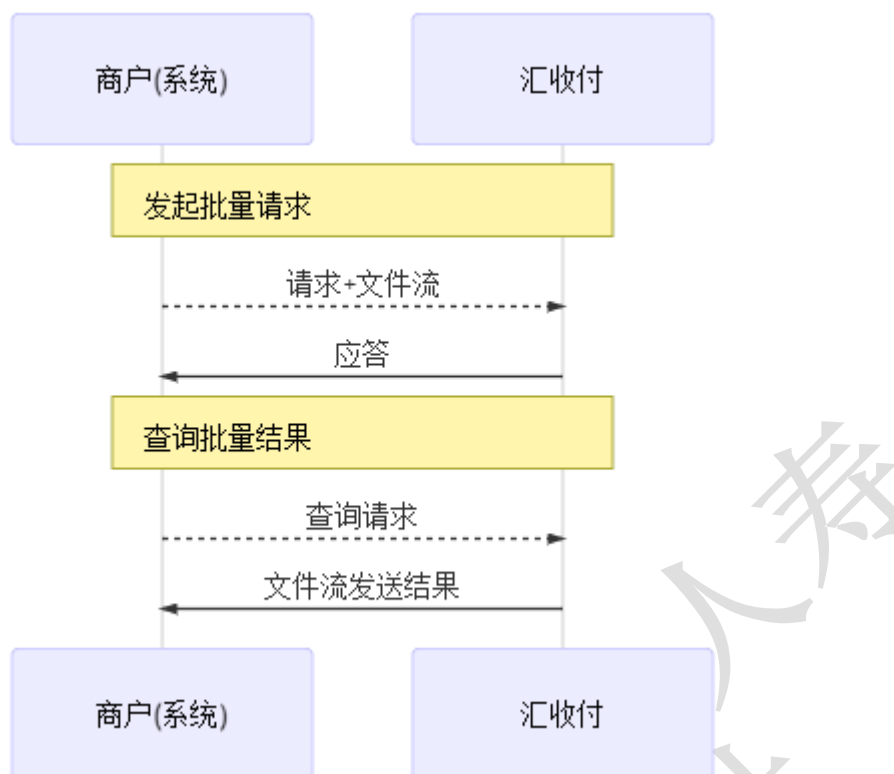 商户(系统)
汇收付
发起批量请求
请求+文件流
应答
查询批量结果
查询请求
文件流发送结果
商户(系统)
汇收付
人寿